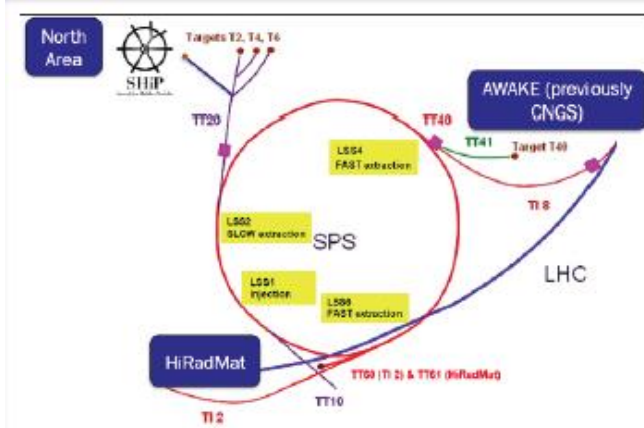 North
Area
SHiP
Targets T2, T4, T6
AWAKE (previously
CNGS)
TT20
TT40
TT41
Target T40
LSS4
FAST extraction
TI 8
LSS2
SLOW extraction
SPS
LHC
LSS1
injection
LSS6
FAST extraction
HiRadMat
TT60 (TI 2) & TT61 (HiRadMat)
TT10
TI 2